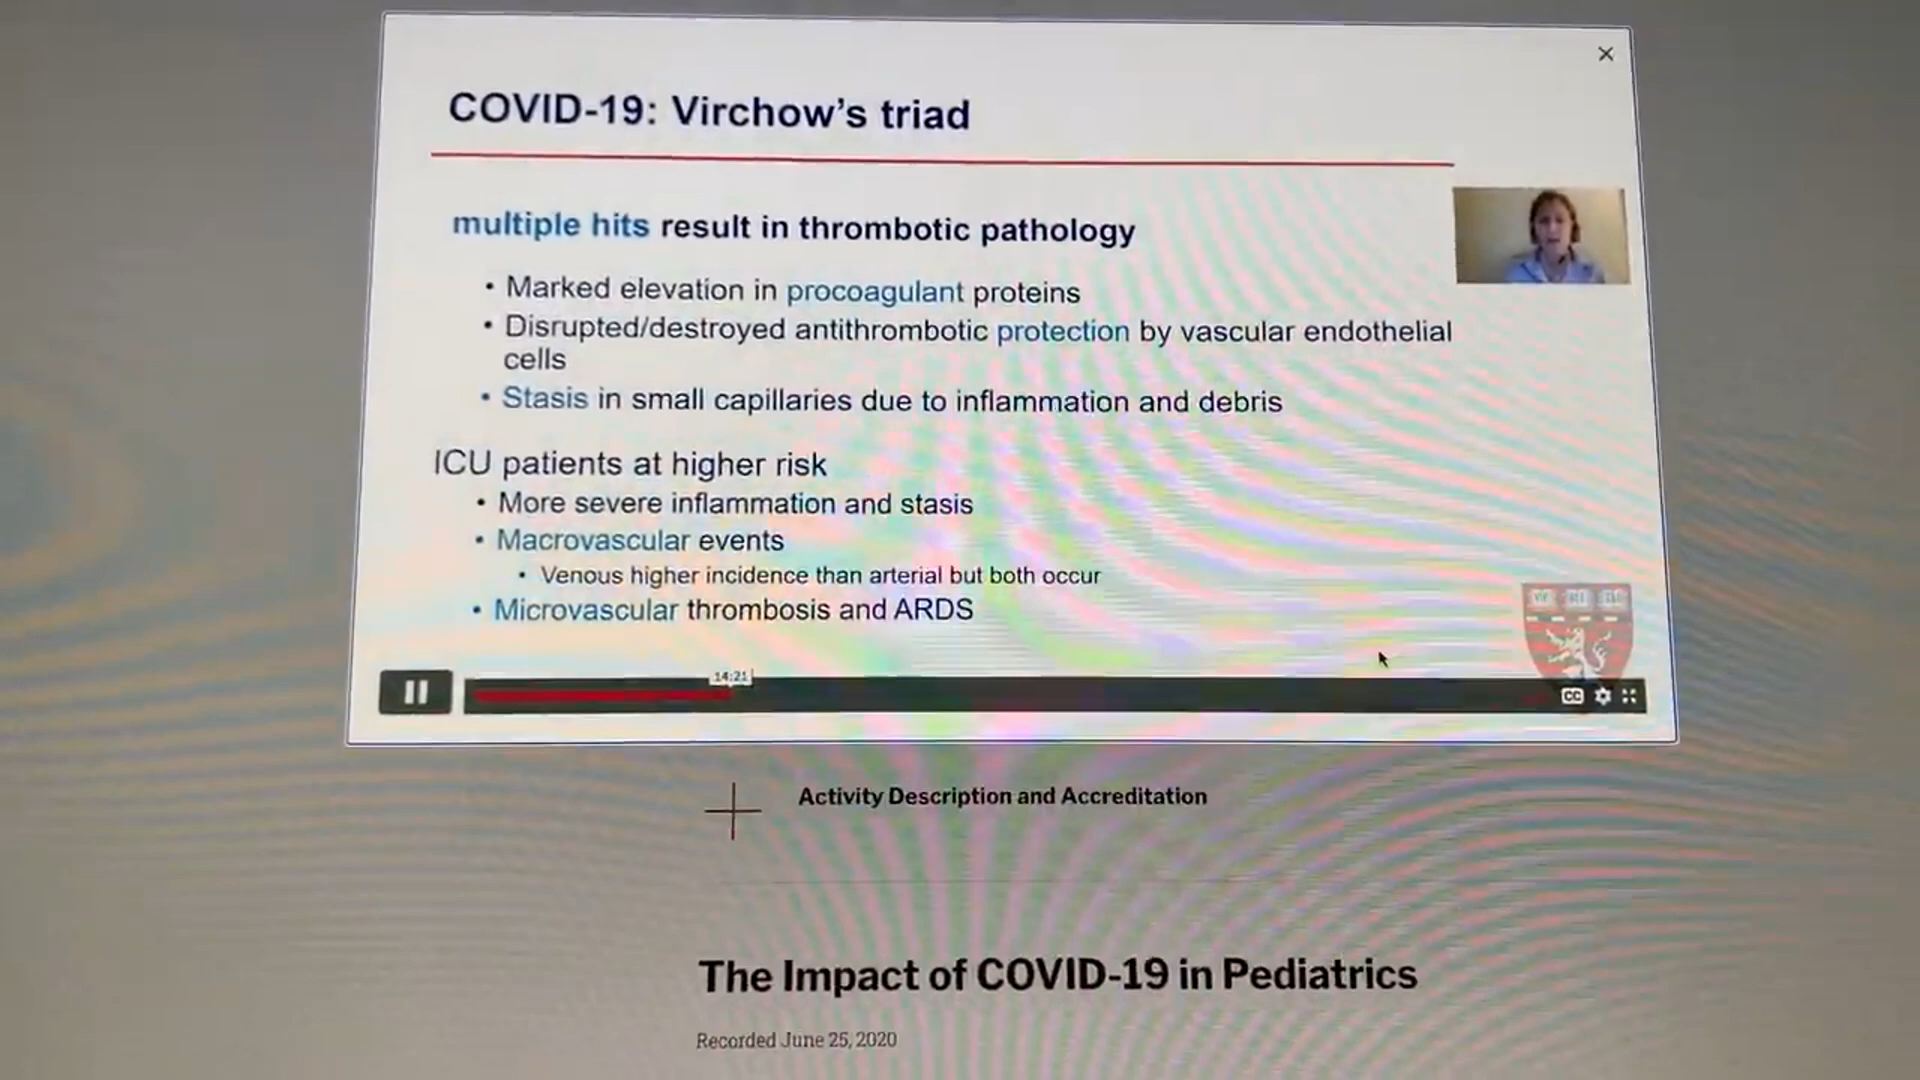 COVID-19: Virchow's triad
multiple hits result in thrombotic pathology
• Marked elevation in procoagulant proteins
• Disrupted/destroyed antithrombotic protection by vascular endothelial
cells
• Stasis in small capillaries due to inflammation and debris
ICU patients at higher risk
• More severe inflammation and stasis
• Macrovascular events
• Venous higher incidence than arterial but both occur
• Microvascular thrombosis and ARDS
14:21
CC
Activity Description and Accreditation
The Impact of COVID-19 in Pediatrics
Recorded June 25, 2020